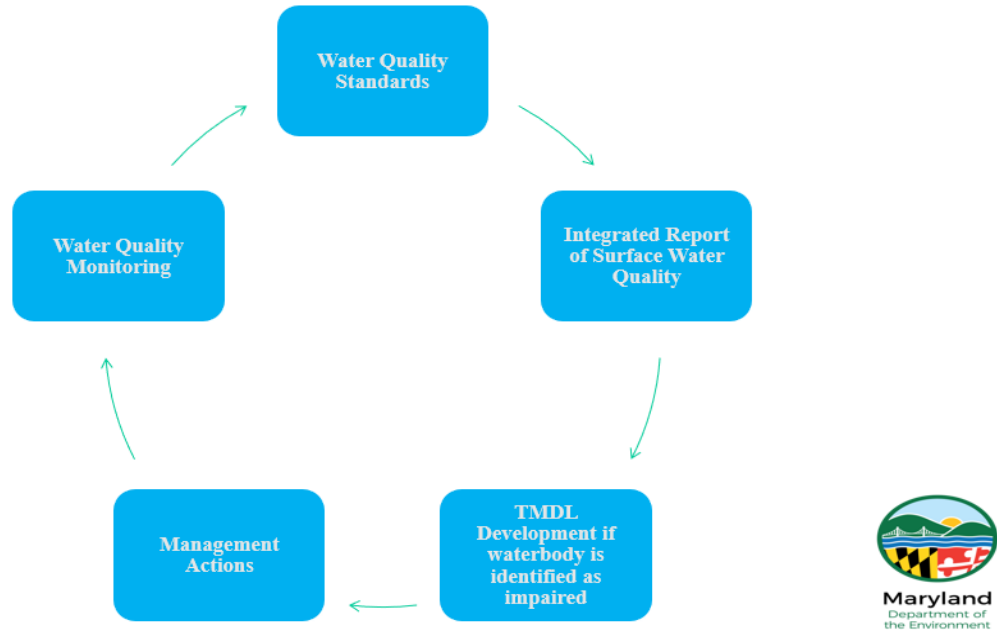 Water Quality
Standards
Integrated Report
of Surface Water
Quality
TMDL
Development if
waterbody is
identified as
impaired
Management
Actions
Water Quality
Monitoring
Maryland
Department of
the Environment